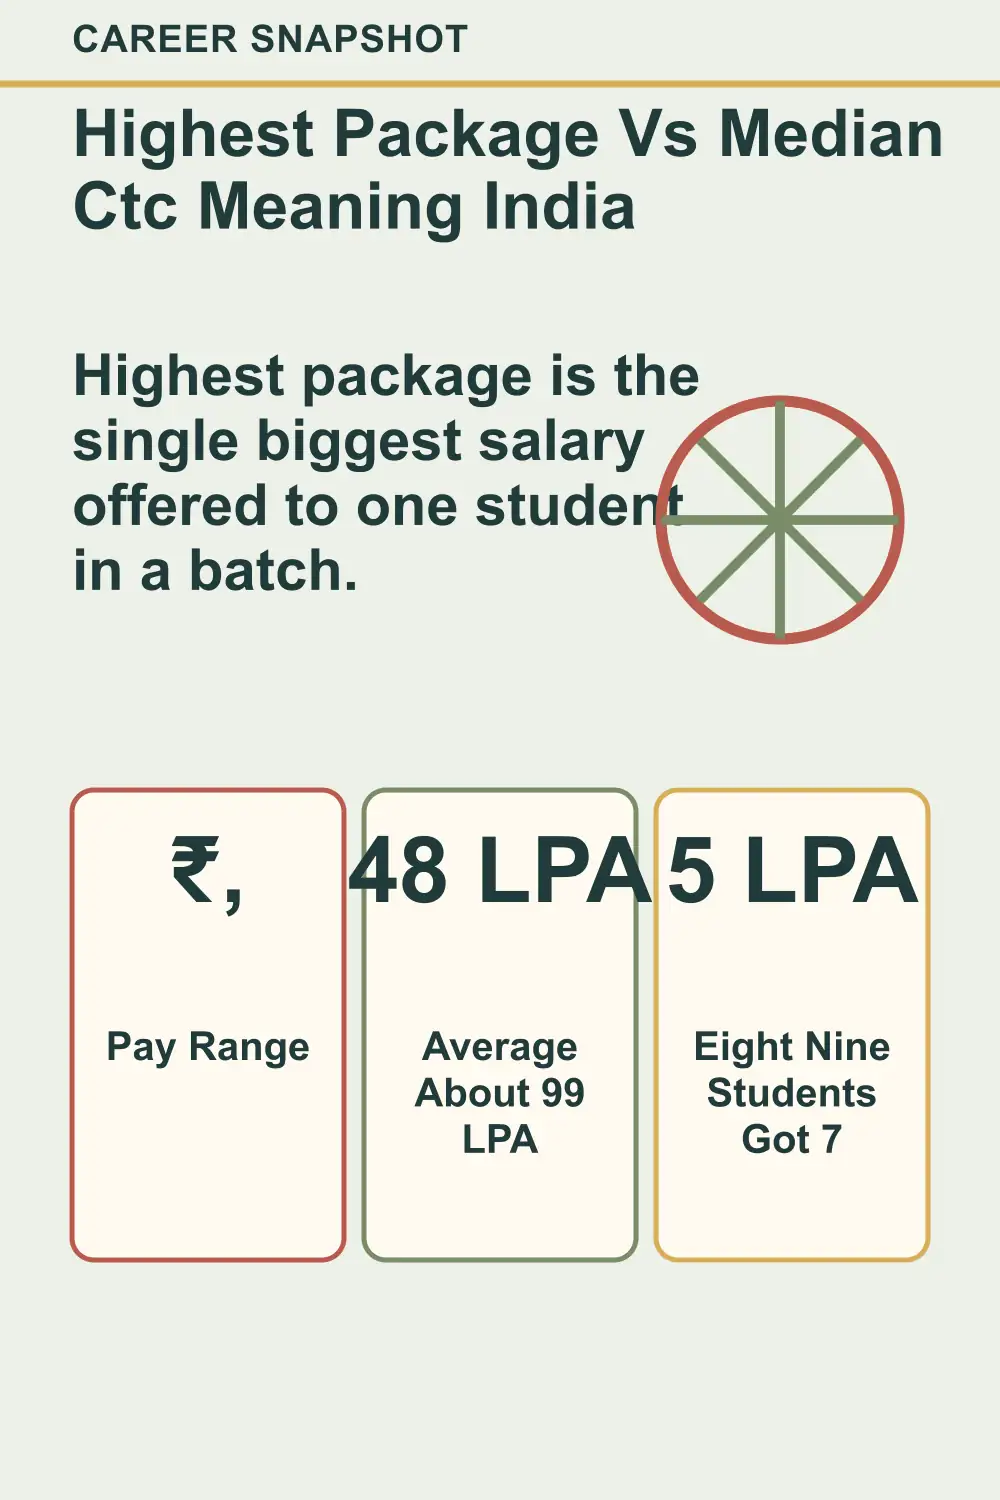 CAREER SNAPSHOT
Highest Package Vs Median
Ctc Meaning India
Highest package is the
single biggest salary
offered to one student
in a batch.
₹,
Pay Range
48 LPA
Average
About 99
LPA
5 LPA
Eight Nine
Students
Got 7